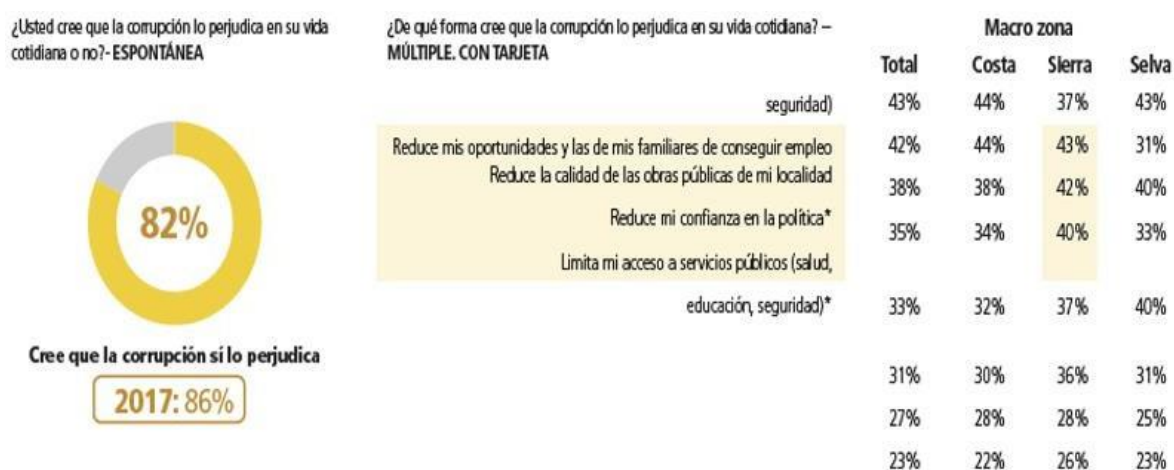 ¿Usted cree que la corrupción lo perjudica en su vida
cotidiana o no?- ESPONTÁNEA
82%
Cree que la corrupción sí lo perjudica
2017: 86%
¿De qué forma cree que la corrupción lo perjudica en su vida cotidiana? –
MÚLTIPLE. CON TARJETA
Macro zona
Total Costa Sierra Selva
seguridad) 43% 44% 37% 43%
Reduce mis oportunidades y las de mis familiares de conseguir empleo 42% 44% 43% 31%
Reduce la calidad de las obras públicas de mi localidad 38% 38% 42% 40%
Reduce mi confianza en la política* 35% 34% 40% 33%
Limita mi acceso a servicios públicos (salud,
educación, seguridad)* 33% 32% 37% 40%
31% 30% 36% 31%
27% 28% 28% 25%
23% 22% 26% 23%